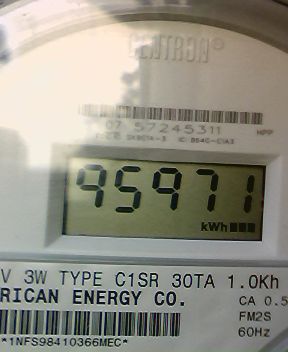 CENTRON®
07 57245311
HPP
95971
kWh
V 3W TYPE C1SR 30TA 1.0Kh
RICAN ENERGY CO.
CA 0.5
FM2S
60Hz
*1NFS98410366MEC*